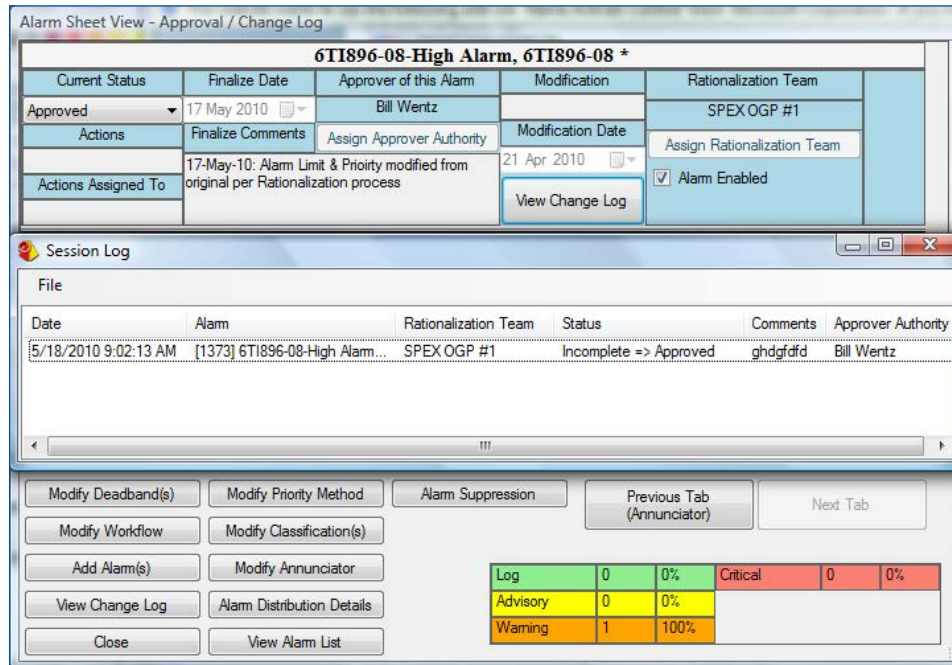 Alarm Sheet View - Approval / Change Log
6TI896-08-High Alarm, 6TI896-08 *
Current Status Finalize Date Approver of this Alarm Modification Rationalization Team
Approved 17 May 2010 Bill Wentz SPEX OGP #1
Actions Finalize Comments Assign Approver Authority Modification Date Assign Rationalization Team
17-May-10: Alarm Limit & Prioirty modified from 21 Apr 2010
Actions Assigned To original per Rationalization process Alarm Enabled
View Change Log
Session Log
File
Date Alarm Rationalization Team Status Comments Approver Authority
5/18/2010 9:02:13 AM [1373] 6TI896-08-High Alarm... SPEX OGP #1 Incomplete => Approved ghdgfdfd Bill Wentz
Modify Deadband(s) Modify Priority Method Alarm Suppression Previous Tab
(Annunciator) Next Tab
Modify Workflow Modify Classification(s)
Add Alarm(s) Modify Annunciator
Log 0 0% Critical 0 0%
View Change Log Alarm Distribution Details Advisory 0 0%
Warning 1 100%
Close View Alarm List